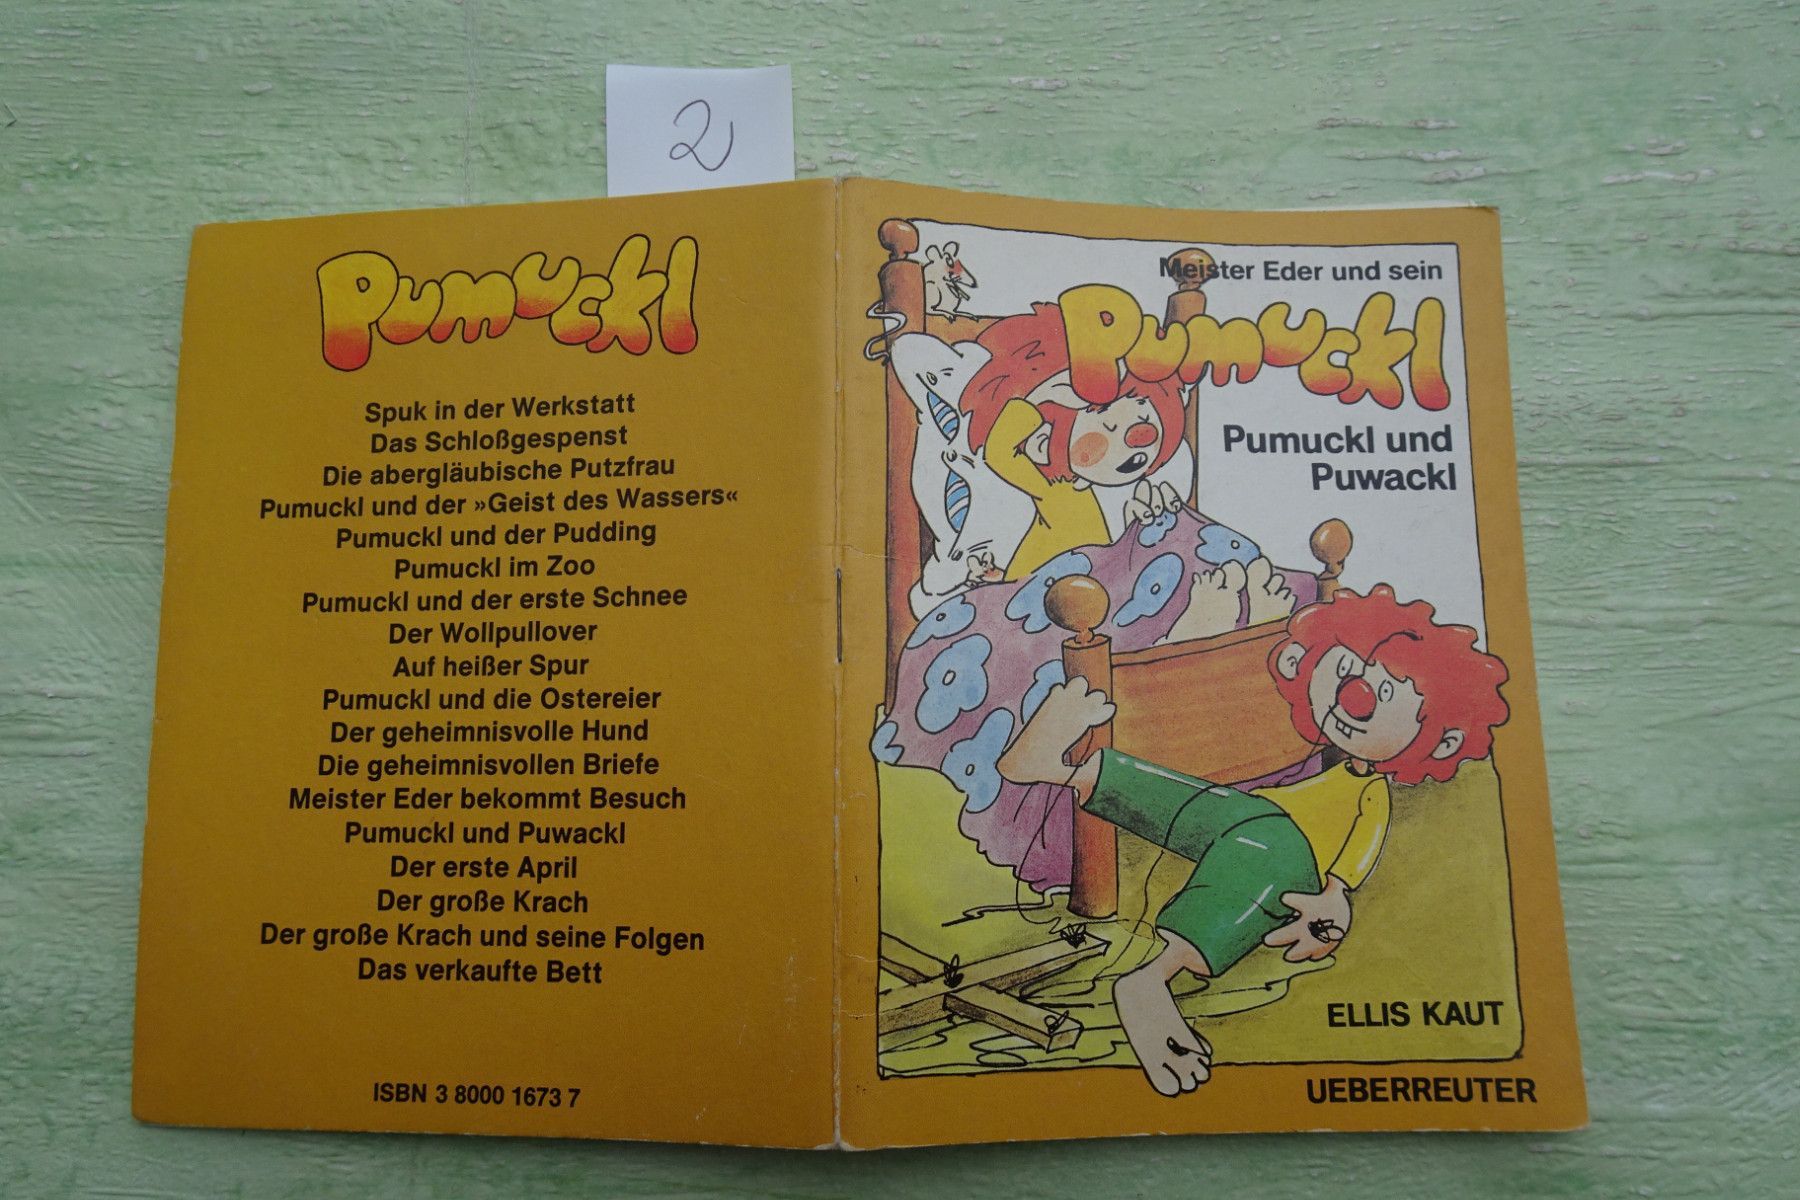 2
Pumuckl
Spuk in der Werkstatt
Das Schloßgespenst
Die abergläubische Putzfrau
Pumuckl und der »Geist des Wassers«
Pumuckl und der Pudding
Pumuckl im Zoo
Pumuckl und der erste Schnee
Der Wollpullover
Auf heißer Spur
Pumuckl und die Ostereier
Der geheimnisvolle Hund
Die geheimnisvollen Briefe
Meister Eder bekommt Besuch
Pumuckl und Puwackl
Der erste April
Der große Krach
Der große Krach und seine Folgen
Das verkaufte Bett
ISBN 3 8000 1673 7
Meister Eder und sein
Pumuckl
Pumuckl und
Puwackl
ELLIS KAUT
UEBERREUTER